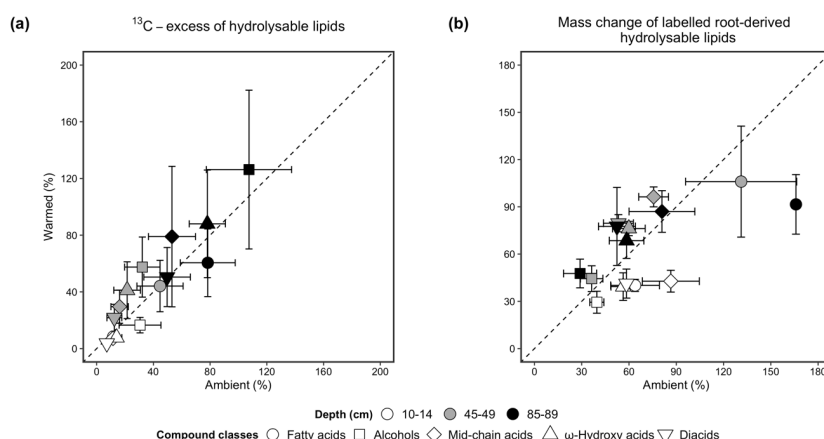 (a)
¹³C – excess of hydrolysable lipids
Warmed (%)
200
160
120
80
40
0
0 40 80 120 160 200
Ambient (%)
(b)
Mass change of labelled root-derived
hydrolysable lipids
180
150
120
90
60
30
0
0 30 60 90 120 150 180
Ambient (%)
Depth (cm) 10-14 45-49 85-89
Compound classes Fatty acids Alcohols Mid-chain acids ω-Hydroxy acids Diacids